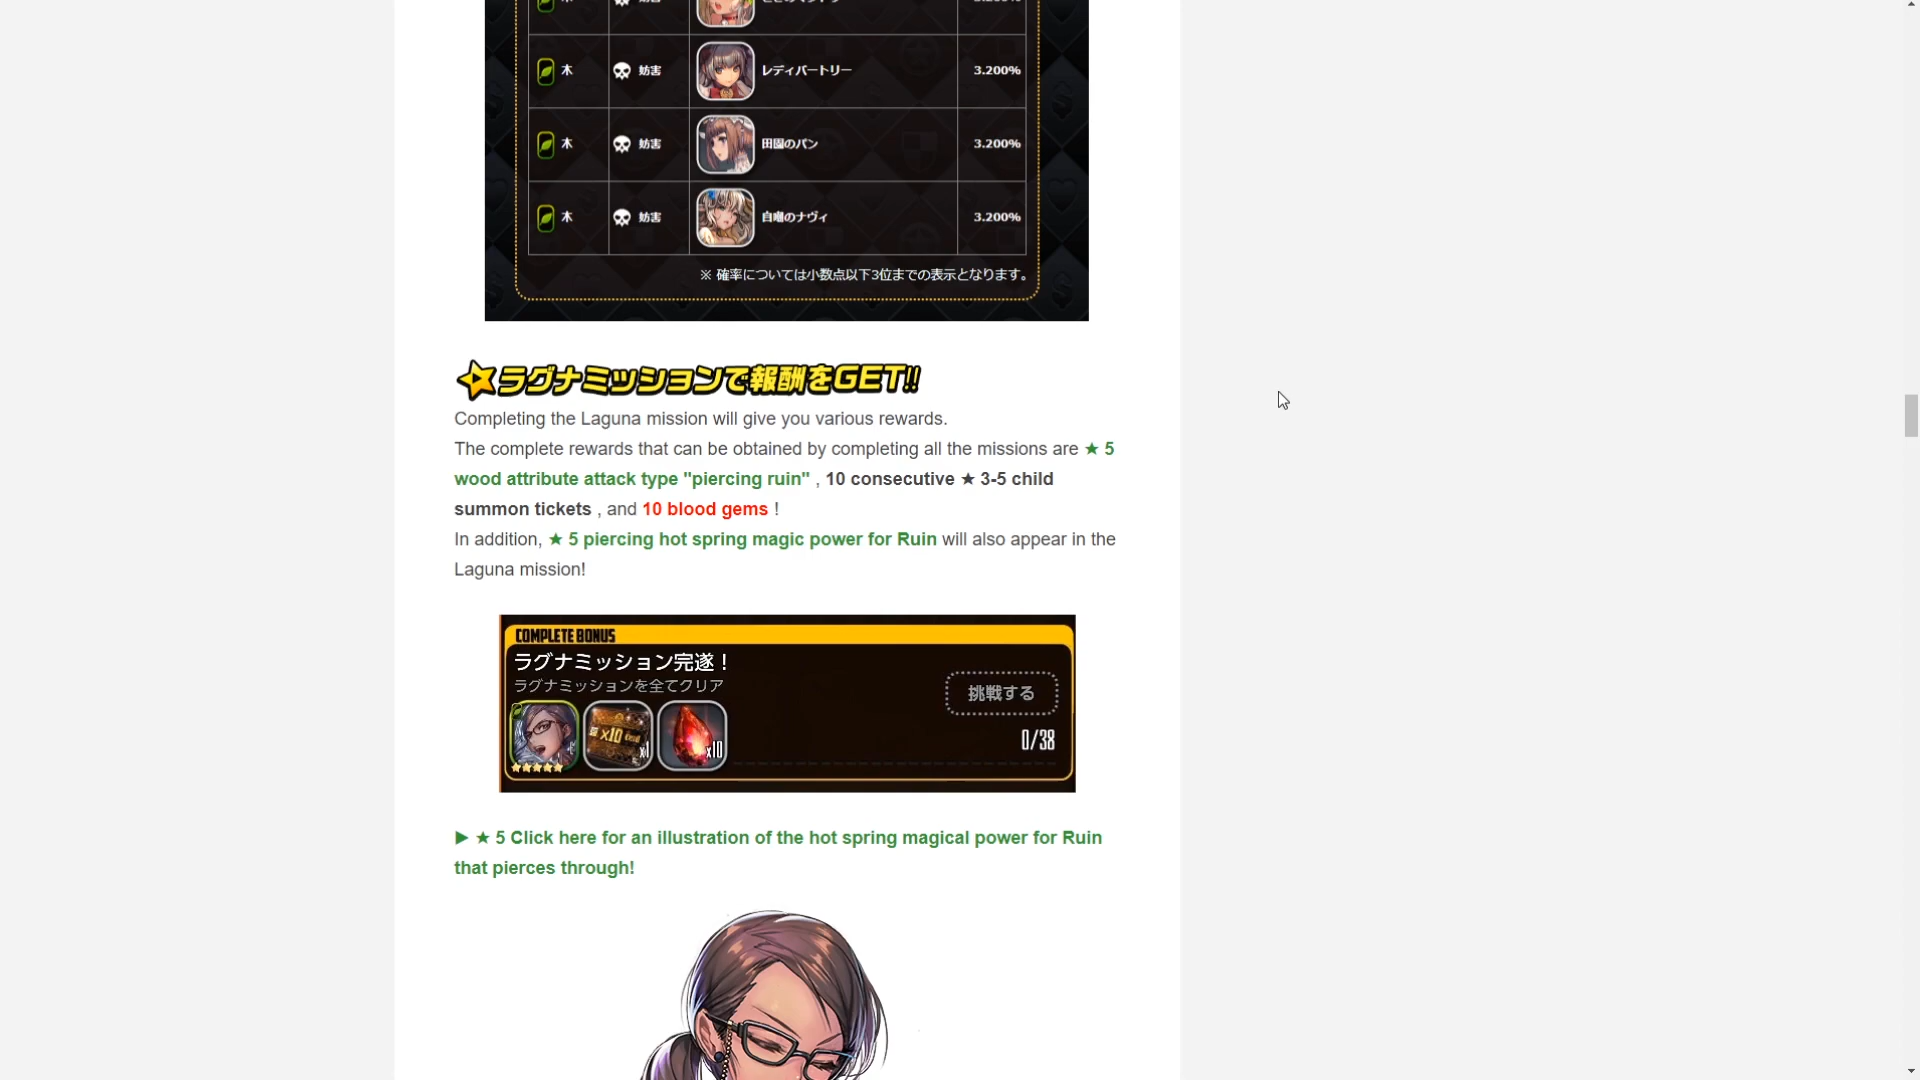 木 妨害 レディバートリー 3.200%
木 妨害 田園のパン 3.200%
木 妨害 自嘲のナヴィ 3.200%
※ 確率については小数点以下3位までの表示となります。
ラグナミッションで報酬をGET!!
Completing the Laguna mission will give you various rewards.
The complete rewards that can be obtained by completing all the missions are ★ 5
wood attribute attack type "piercing ruin" , 10 consecutive ★ 3-5 child
summon tickets , and 10 blood gems !
In addition, ★ 5 piercing hot spring magic power for Ruin will also appear in the
Laguna mission!
COMPLETE BONUS
ラグナミッション完遂！
ラグナミッションを全てクリア
挑戦する
x10 x1 x10
0/38
▶ ★ 5 Click here for an illustration of the hot spring magical power for Ruin
that pierces through!